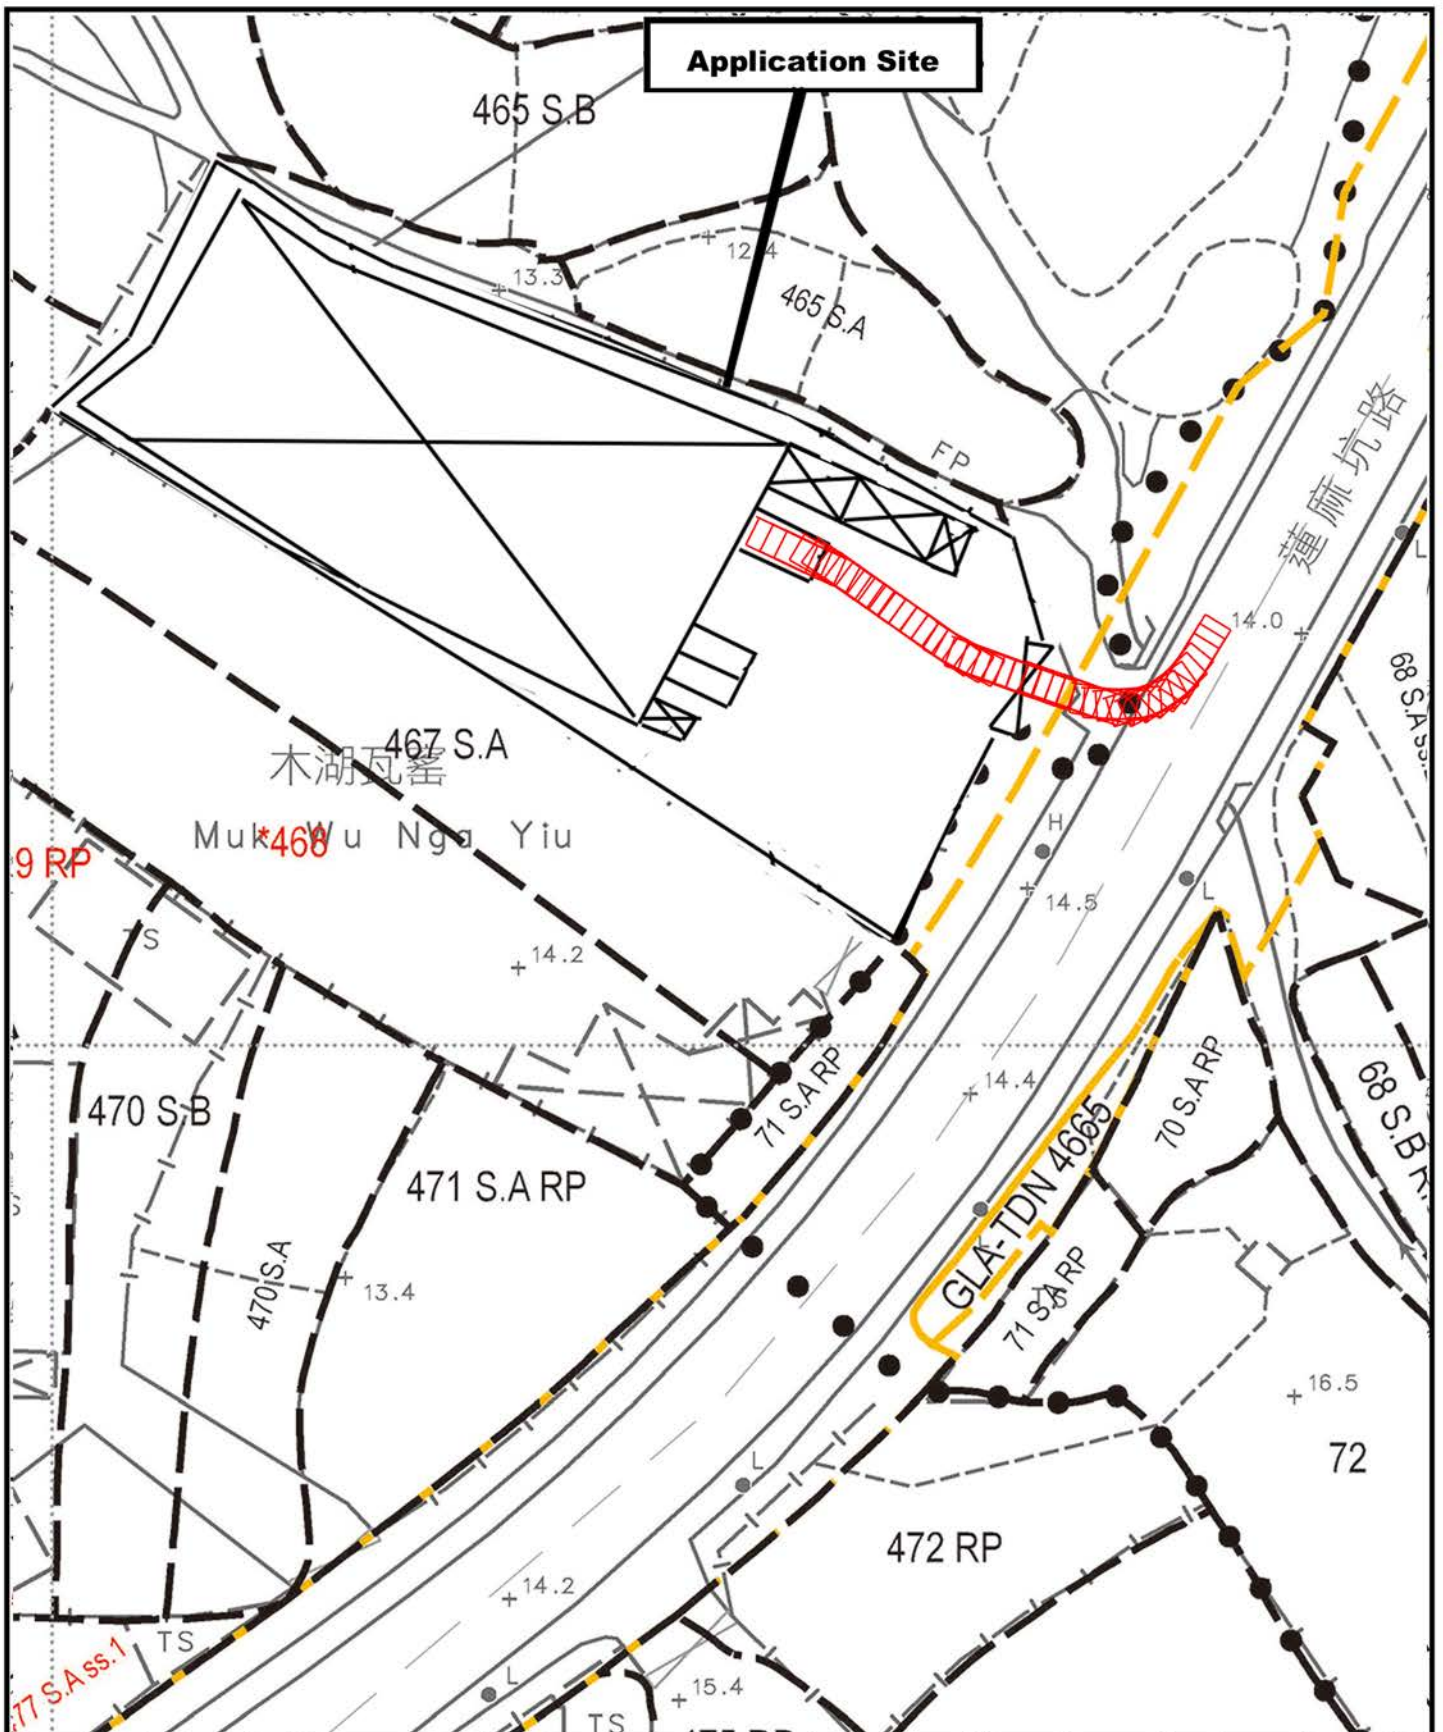 Application Site
465 S.B
12.4
13.3
465 S.A
FP
蓮麻坑路
L
14.0
467 S.A
木湖瓦窰
Muk Wu Nga Yiu
*468
9 RP
H
14.5
L
TS
14.2
14.4
71 S.A RP
70 S.A RP
470 S.B
471 S.A RP
GLA-TDN 4665
470 S.A
13.4
71 S.A RP
TS
16.5
72
L
472 RP
14.2
TS
77 S.A ss.1
L
15.4
TS